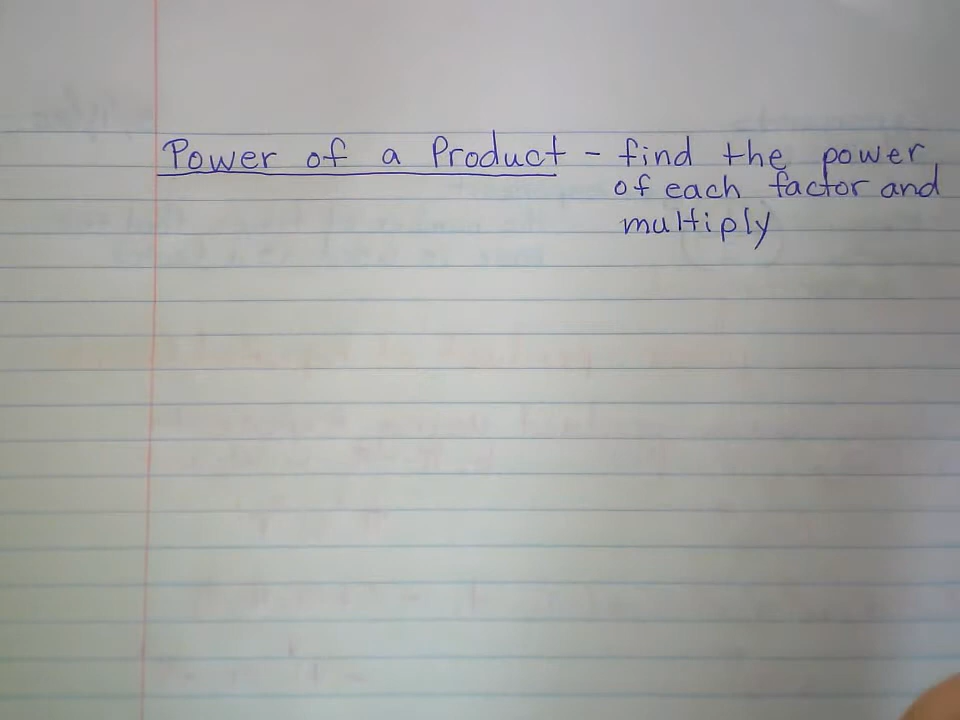 Power of a Product - find the power
of each factor and
multiply